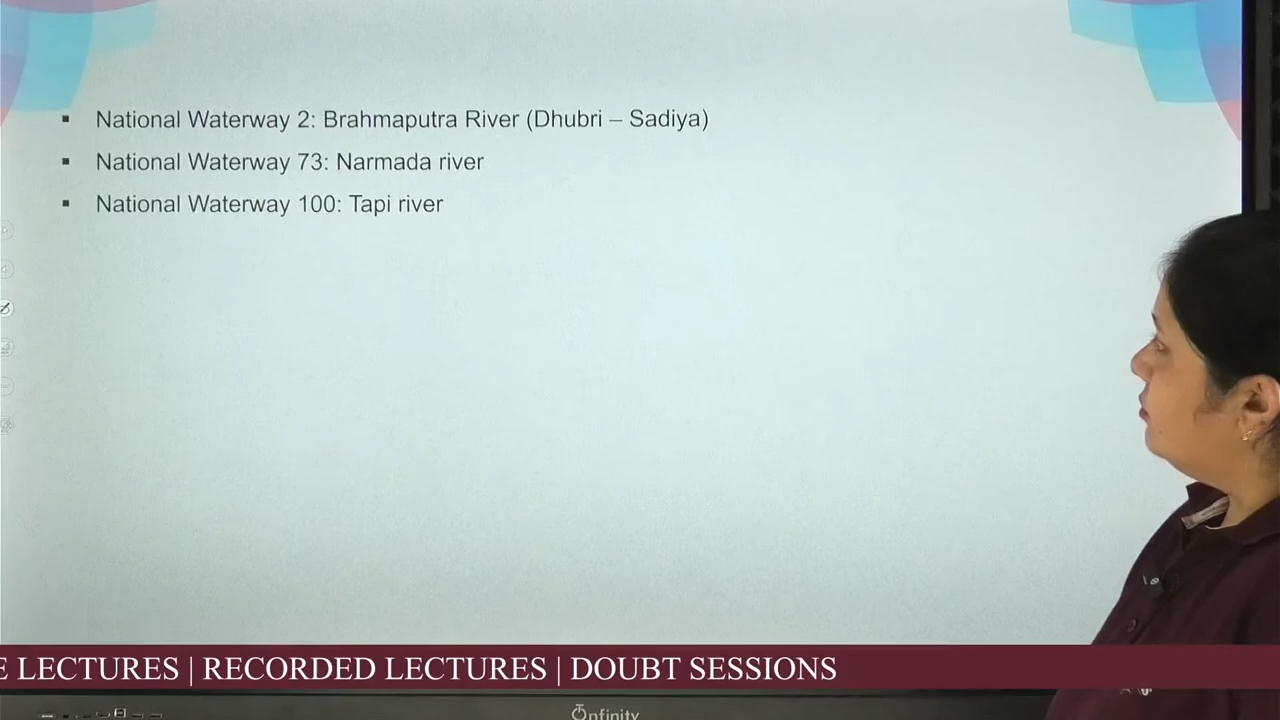 ▪ National Waterway 2: Brahmaputra River (Dhubri – Sadiya)
▪ National Waterway 73: Narmada river
▪ National Waterway 100: Tapi river
E LECTURES | RECORDED LECTURES | DOUBT SESSIONS
nfinity